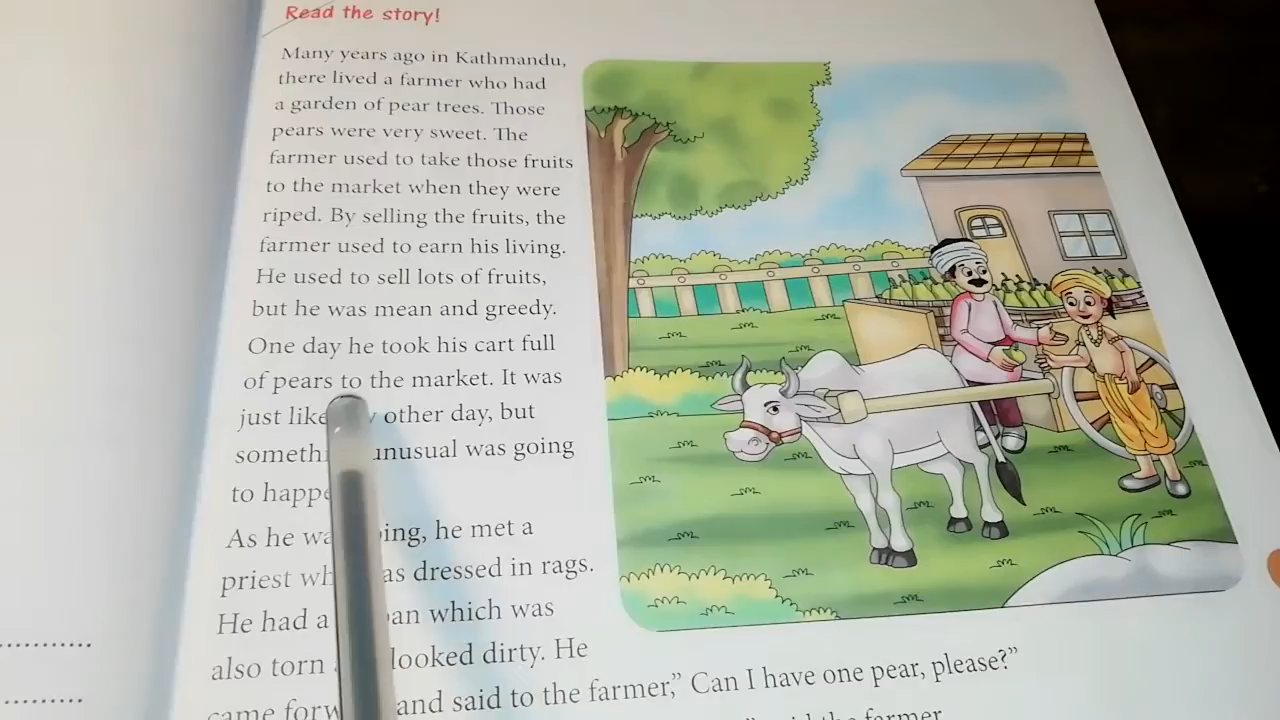 Read the story!
Many years ago in Kathmandu,
there lived a farmer who had
a garden of pear trees. Those
pears were very sweet. The
farmer used to take those fruits
to the market when they were
riped. By selling the fruits, the
farmer used to earn his living.
He used to sell lots of fruits,
but he was mean and greedy.
One day he took his cart full
of pears to the market. It was
just like other day, but
unusual was going
to
As he he met a
priest dressed in rags.
He had a which was
also torn looked dirty. He
came and said to the farmer,” Can I have one pear, please?”
the farmer